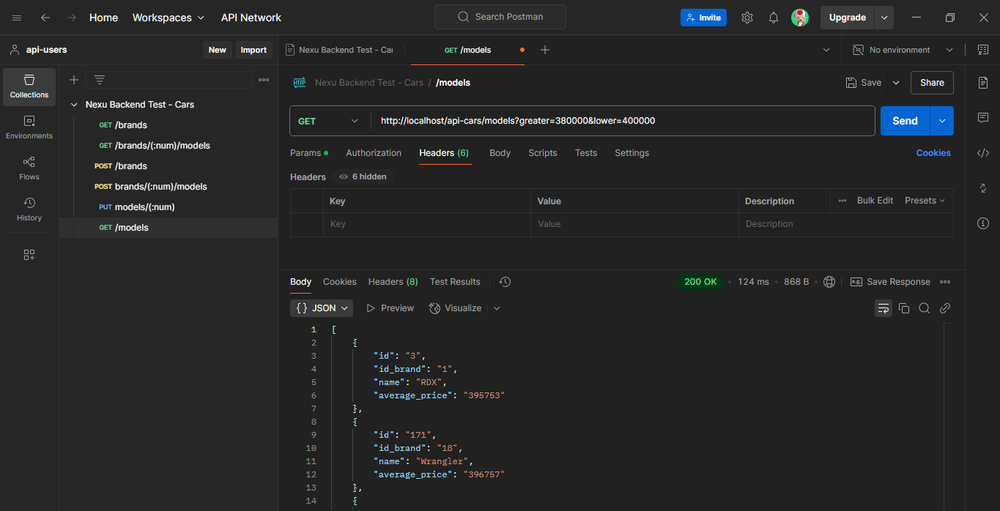 Home Workspaces API Network Search Postman Invite Upgrade
api-users New Import
Nexu Backend Test - Car GET /models No environment
Collections
Environments
Flows
History
Nexu Backend Test - Cars
GET /brands
GET /brands/(:num)/models
POST /brands
POST brands/(:num)/models
PUT models/(:num)
GET /models
HTTP Nexu Backend Test - Cars / /models Save Share
GET http://localhost/api-cars/models?greater=380000&lower=400000 Send
Params Authorization Headers (6) Body Scripts Tests Settings Cookies
Headers 6 hidden
Key Value Description Bulk Edit Presets
Key Value Description
Body Cookies Headers (8) Test Results 200 OK 124 ms 868 B e.g. Save Response
{} JSON Preview Visualize
1 [
2 {
3 "id": "3",
4 "id_brand": "1",
5 "name": "RDX",
6 "average_price": "395753"
7 },
8 {
9 "id": "171",
10 "id_brand": "18",
11 "name": "Wrangler",
12 "average_price": "396757"
13 },
14 {